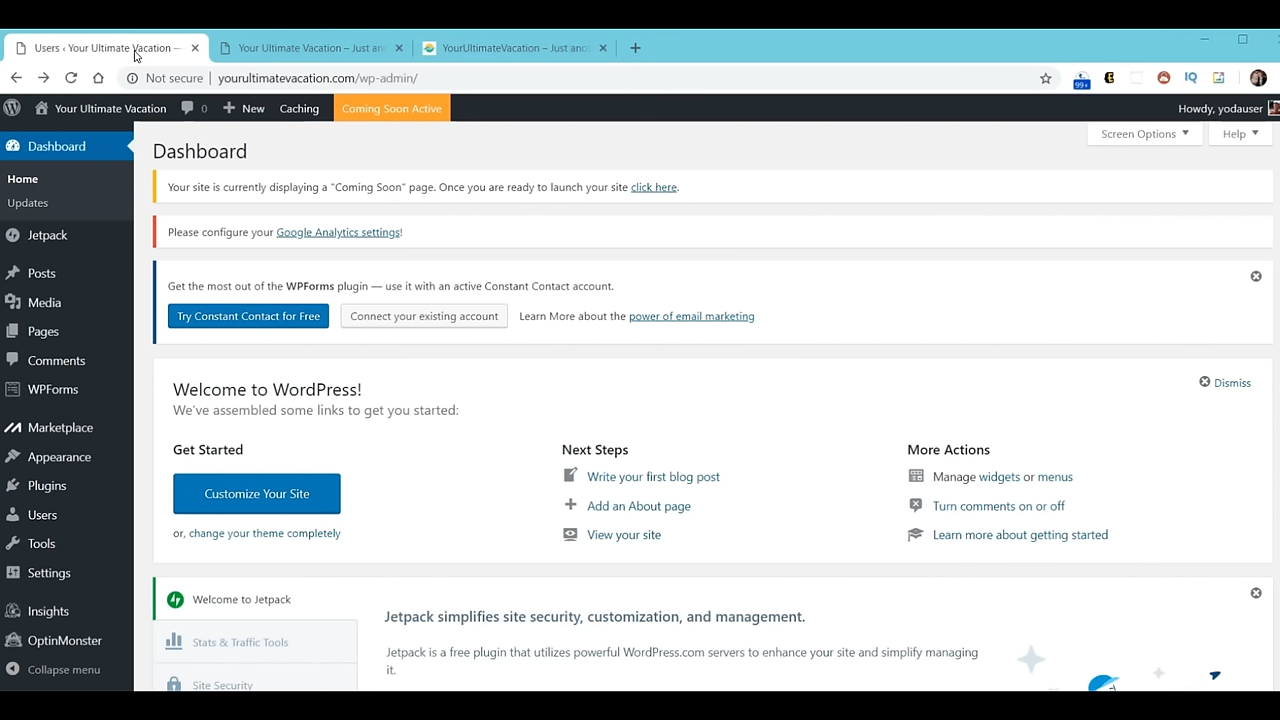 Users ‹ Your Ultimate Vacation —
Your Ultimate Vacation – Just an
YourUltimateVacation – Just ano
Not secure
yourultimatevacation.com/wp-admin/
99+
IQ
Your Ultimate Vacation
0
New
Caching
Coming Soon Active
Howdy, yodauser
Dashboard
Home
Updates
Jetpack
Posts
Media
Pages
Comments
WPForms
Marketplace
Appearance
Plugins
Users
Tools
Settings
Insights
OptinMonster
Collapse menu
Screen Options
Help
Dashboard
Your site is currently displaying a "Coming Soon" page. Once you are ready to launch your site click here.
Please configure your Google Analytics settings!
Get the most out of the WPForms plugin — use it with an active Constant Contact account.
Try Constant Contact for Free
Connect your existing account
Learn More about the power of email marketing
Welcome to WordPress!
Dismiss
We've assembled some links to get you started:
Get Started
Customize Your Site
or, change your theme completely
Next Steps
Write your first blog post
Add an About page
View your site
More Actions
Manage widgets or menus
Turn comments on or off
Learn more about getting started
Welcome to Jetpack
Stats & Traffic Tools
Site Security
Jetpack simplifies site security, customization, and management.
Jetpack is a free plugin that utilizes powerful WordPress.com servers to enhance your site and simplify managing
it.